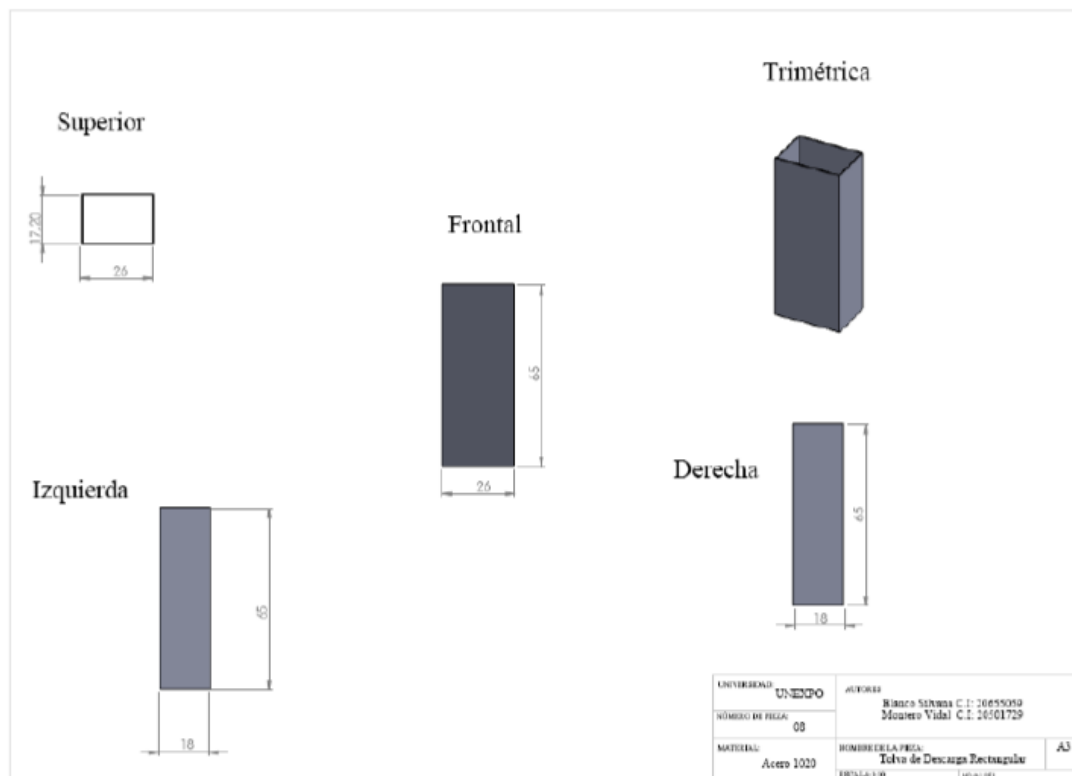 Trimétrica
Superior
17,20
26
Frontal
65
26
Izquierda
65
18
Derecha
65
18
UNIVERSIDAD:
UNEXPO
AUTORES
Blanco Silvana C.I: 20655059
Montero Vidal C.I: 20501729
NÚMERO DE PIEZA:
08
MATERIAL:
Acero 1020
NOMBRE DE LA PIEZA:
Tolva de Descarga Rectangular
A3